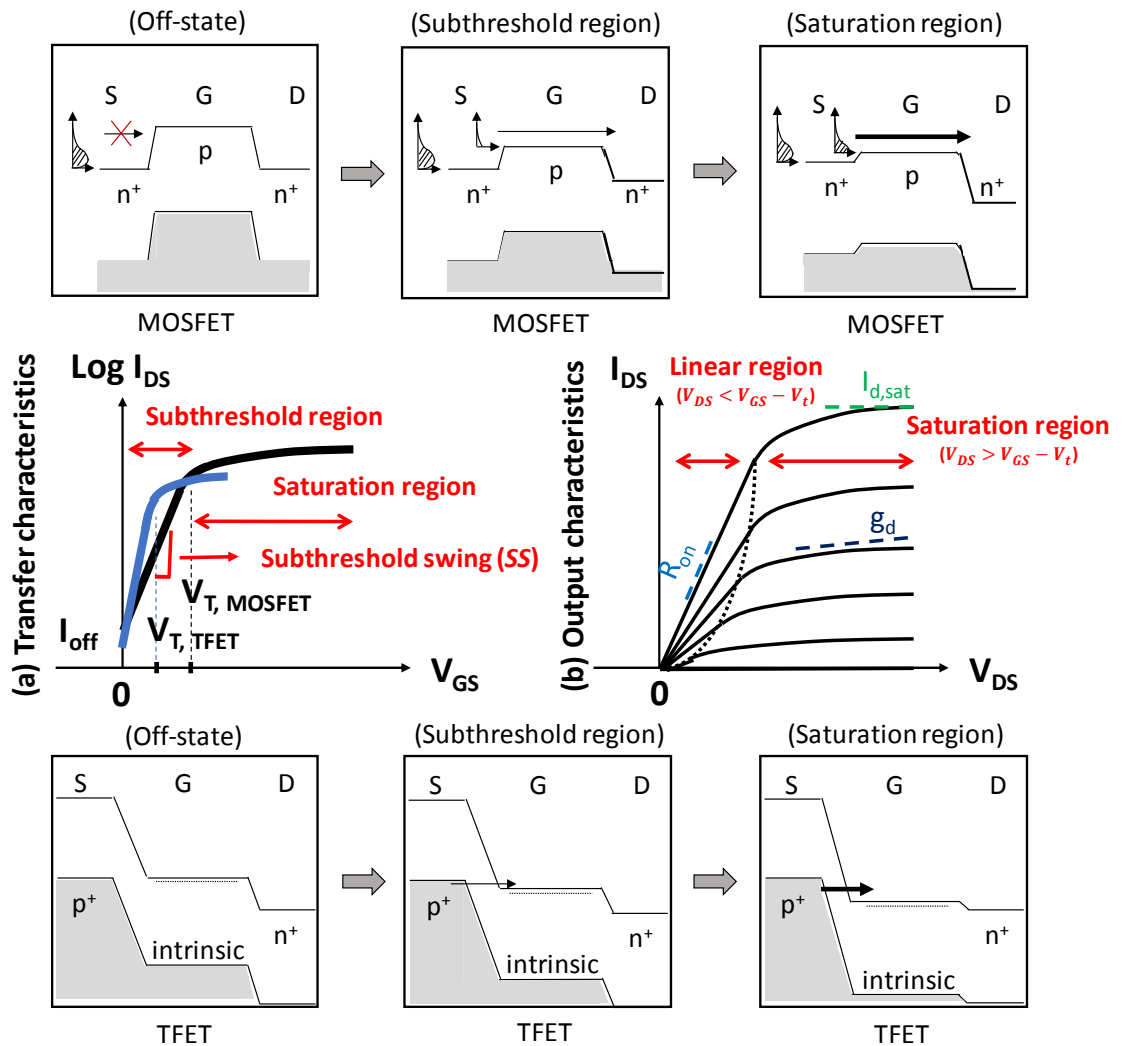 (Off-state)
(Subthreshold region)
(Saturation region)
S G D
p
n+ n+
MOSFET
S G D
p
n+ n+
MOSFET
S G D
p
n+ n+
MOSFET
(a) Transfer characteristics
Log IDS
Subthreshold region
Saturation region
Subthreshold swing (SS)
VT, MOSFET
VT, TFET
Ioff
0
VGS
(b) Output characteristics
IDS
Linear region
(VDS < VGS − Vt)
Id,sat
Saturation region
(VDS > VGS − Vt)
gd
Ron
0
VDS
(Off-state)
(Subthreshold region)
(Saturation region)
S G D
p+
n+
intrinsic
TFET
S G D
p+
n+
intrinsic
TFET
S G D
p+
n+
intrinsic
TFET